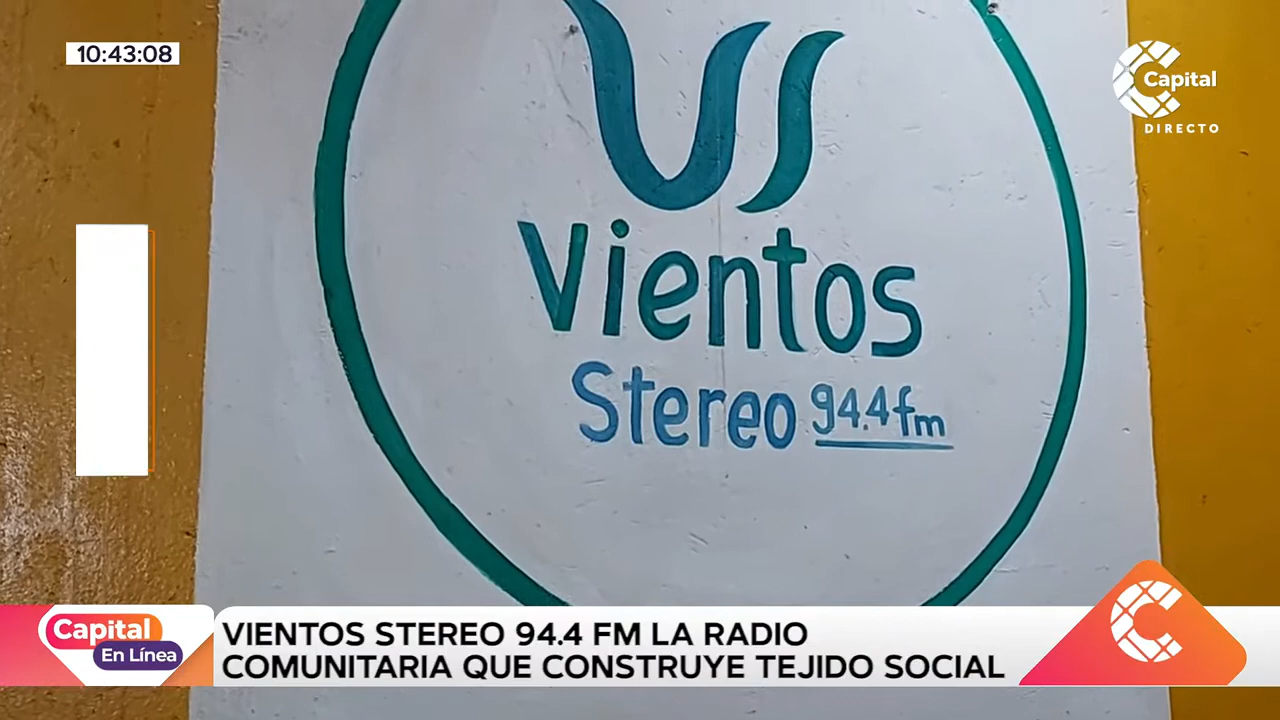 10:43:08
Capital
DIRECTO
Vientos
Stereo 94.4 fm
Capital
En Línea
VIENTOS STEREO 94.4 FM LA RADIO
COMUNITARIA QUE CONSTRUYE TEJIDO SOCIAL